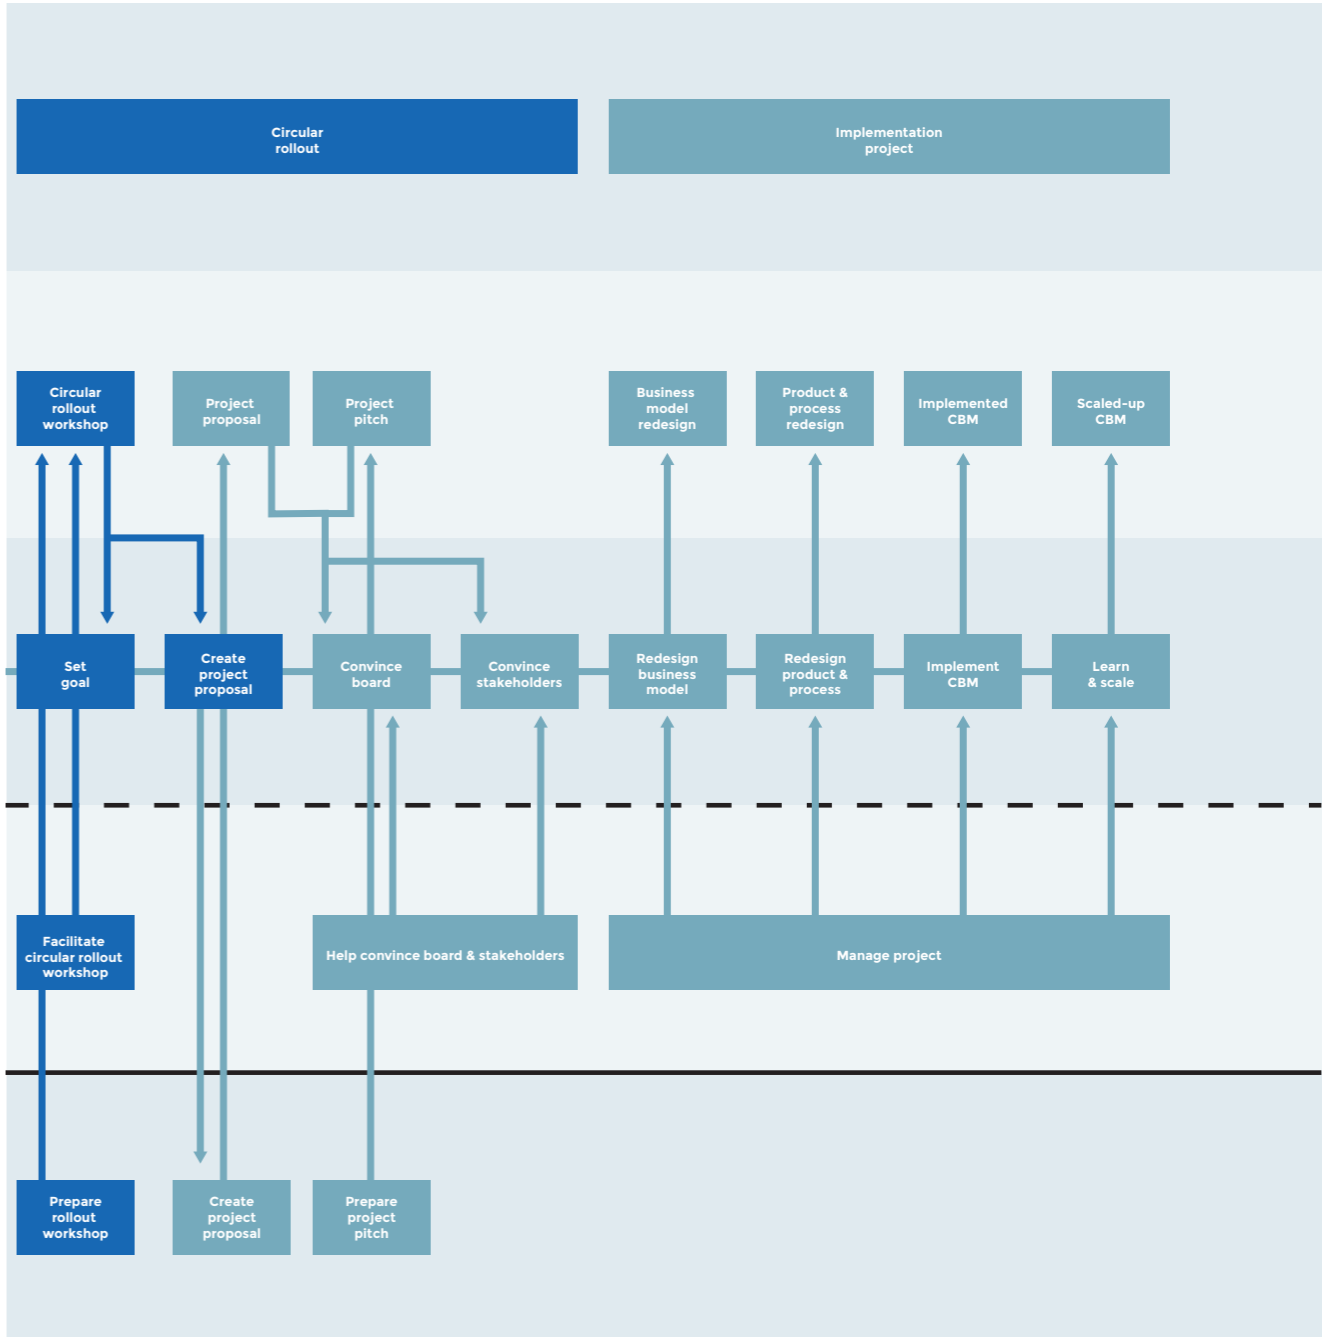 Circular
rollout
Implementation
project
Circular
rollout
workshop
Project
proposal
Project
pitch
Business
model
redesign
Product &
process
redesign
Implemented
CBM
Scaled-up
CBM
Set
goal
Create
project
proposal
Convince
board
Convince
stakeholders
Redesign
business
model
Redesign
product &
process
Implement
CBM
Learn
& scale
Facilitate
circular rollout
workshop
Help convince board & stakeholders
Manage project
Prepare
rollout
workshop
Create
project
proposal
Prepare
project
pitch